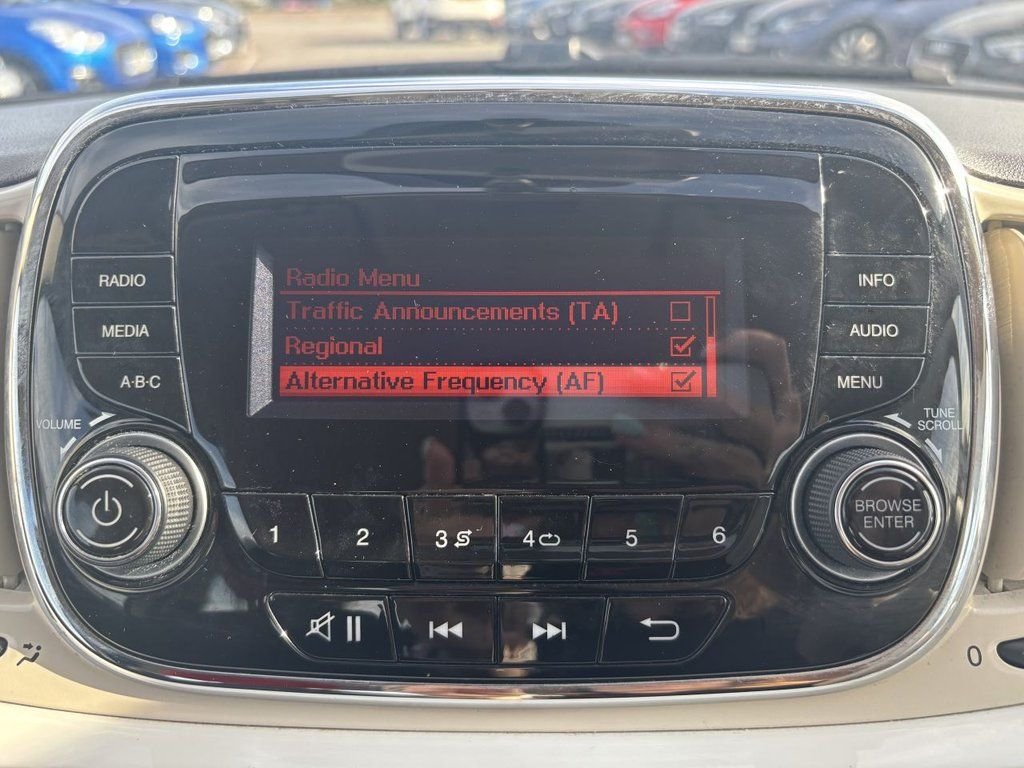 Radio Menu
Traffic Announcements (TA)
Regional
Alternative Frequency (AF)
RADIO
MEDIA
A·B·C
VOLUME
INFO
AUDIO
MENU
TUNE
SCROLL
BROWSE
ENTER
1 2 3 4 5 6
0